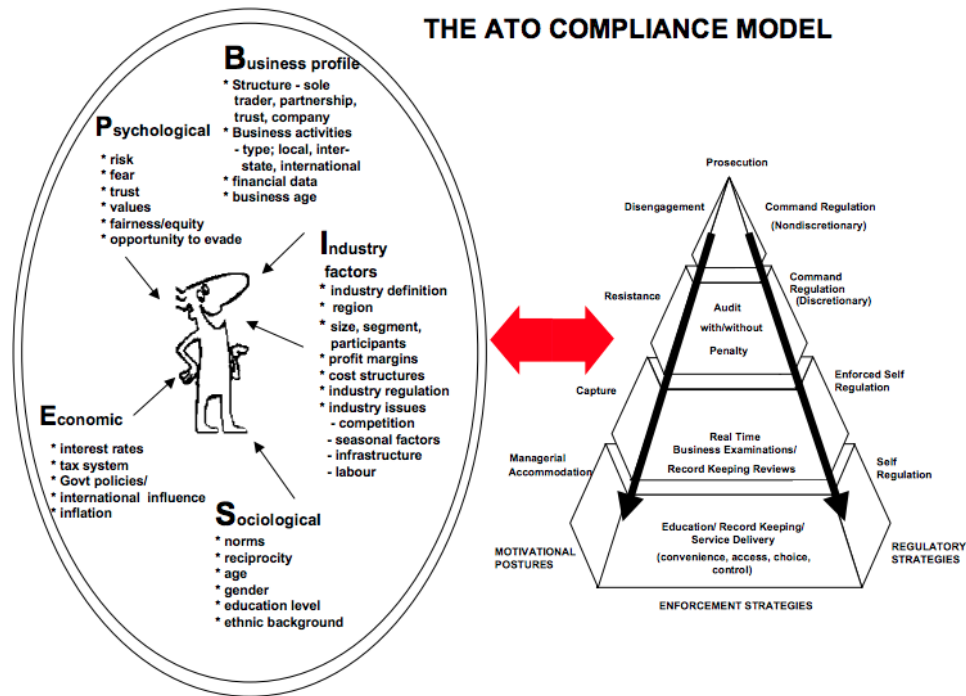 THE ATO COMPLIANCE MODEL
Business profile
* Structure - sole
trader, partnership,
trust, company
* Business activities
- type; local, inter-
state, international
* financial data
* business age
Psychological
* risk
* fear
* trust
* values
* fairness/equity
* opportunity to evade
Industry
factors
* industry definition
* region
* size, segment,
participants
* profit margins
* cost structures
* industry regulation
* industry issues
- competition
- seasonal factors
- infrastructure
- labour
Economic
* interest rates
* tax system
* Govt policies/
* international influence
* inflation
Sociological
* norms
* reciprocity
* age
* gender
* education level
* ethnic background
Prosecution
Disengagement
Command Regulation
(Nondiscretionary)
Resistance
Command
Regulation
(Discretionary)
Audit
with/without
Penalty
Capture
Enforced Self
Regulation
Real Time
Business Examinations/
Record Keeping Reviews
Managerial
Accommodation
Self
Regulation
Education/ Record Keeping/
Service Delivery
(convenience, access, choice,
control)
MOTIVATIONAL
POSTURES
REGULATORY
STRATEGIES
ENFORCEMENT STRATEGIES